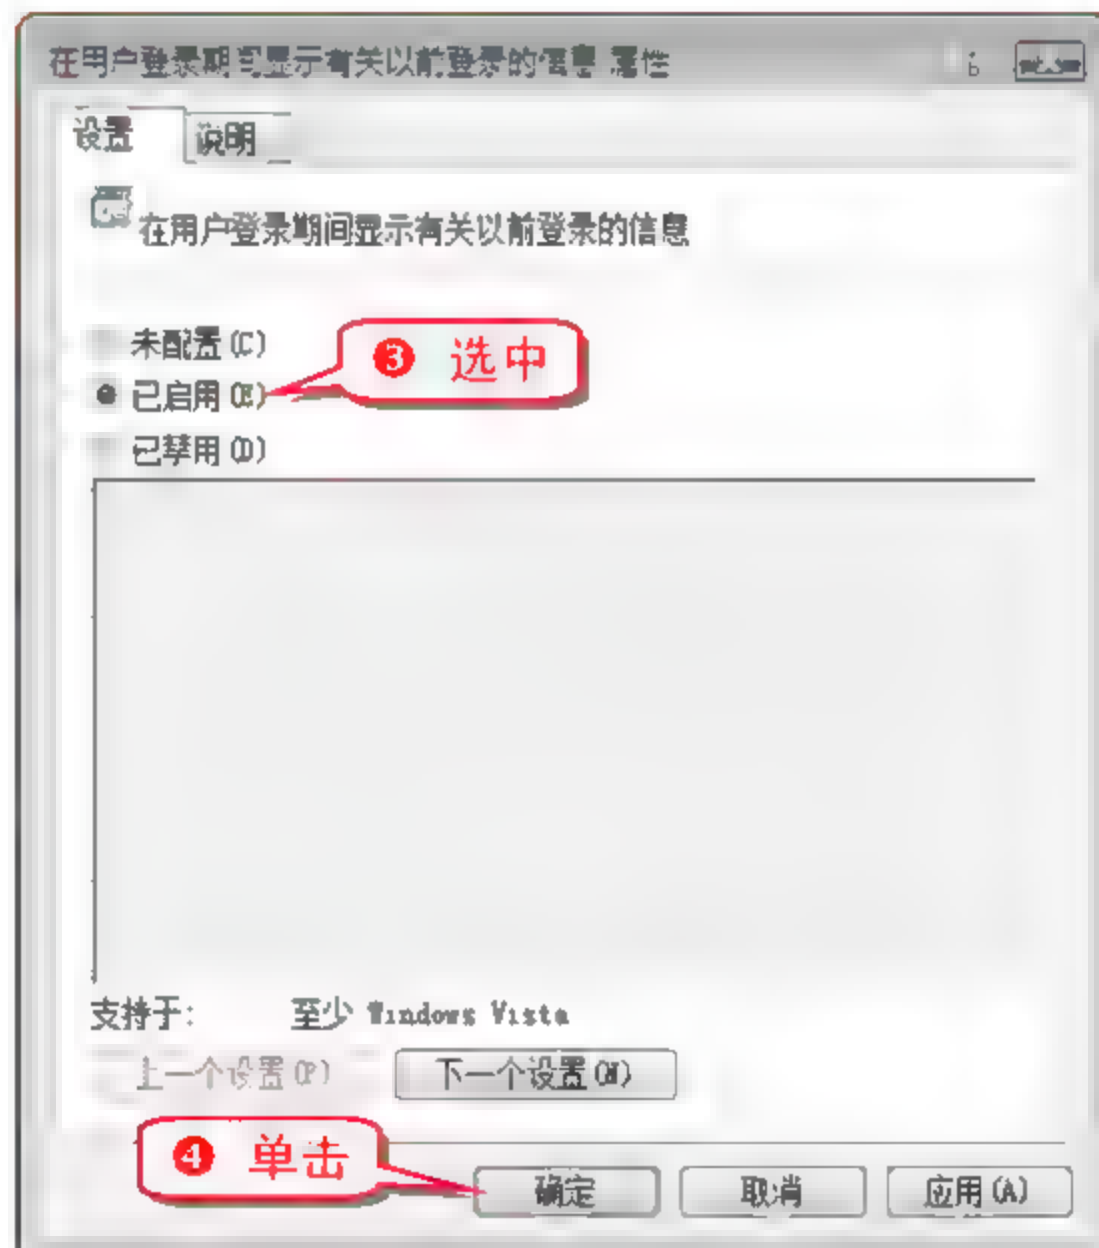 在用户登录期间显示有关以前登录的信息 属性
设置 说明
在用户登录期间显示有关以前登录的信息
未配置(C)
❸ 选中
已启用(E)
已禁用(D)
支持于: 至少 Windows Vista
上一个设置(P) 下一个设置(N)
❹ 单击
确定 取消 应用(A)